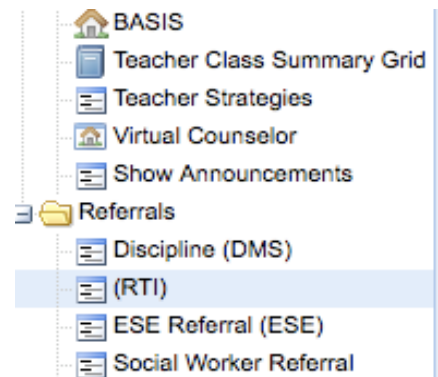 BASIS
Teacher Class Summary Grid
Teacher Strategies
Virtual Counselor
Show Announcements
Referrals
Discipline (DMS)
(RTI)
ESE Referral (ESE)
Social Worker Referral